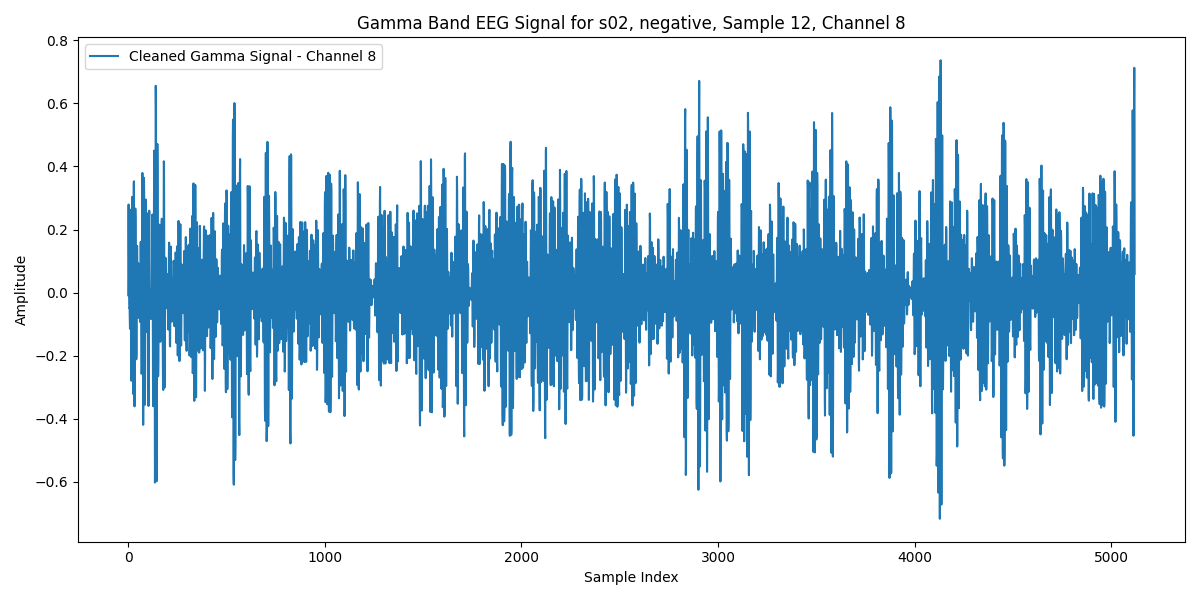 Gamma Band EEG Signal for s02, negative, Sample 12, Channel 8
Cleaned Gamma Signal - Channel 8
0.8
0.6
0.4
0.2
0.0
−0.2
−0.4
−0.6
Amplitude
0 1000 2000 3000 4000 5000
Sample Index